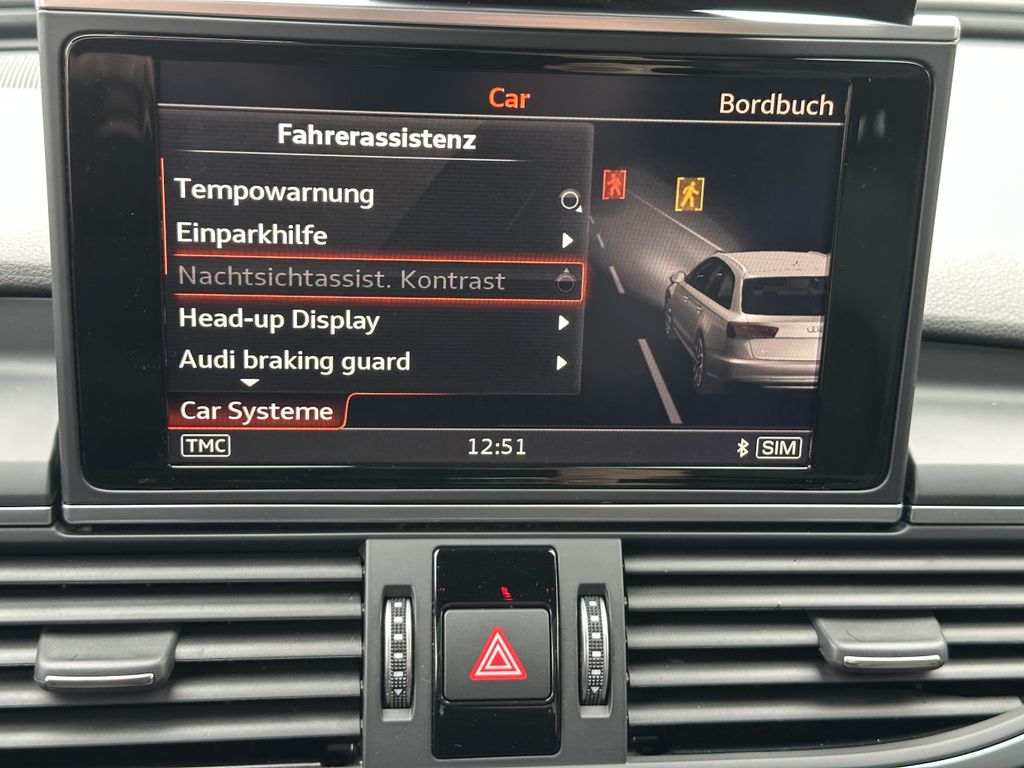 Car
Bordbuch
Fahrerassistenz
Tempowarnung
Einparkhilfe
Nachtsichtassist. Kontrast
Head-up Display
Audi braking guard
Car Systeme
TMC
12:51
SIM